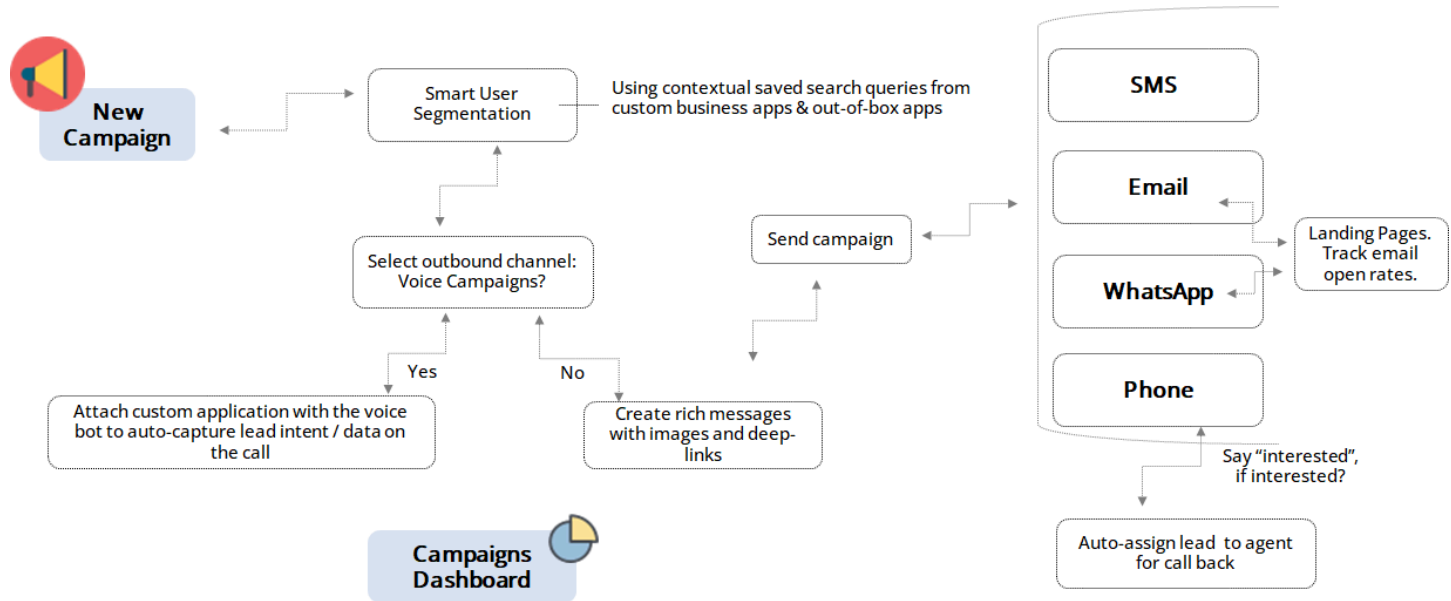 New
Campaign
Smart User
Segmentation
Using contextual saved search queries from
custom business apps & out-of-box apps
Select outbound channel:
Voice Campaigns?
Yes
No
Attach custom application with the voice
bot to auto-capture lead intent / data on
the call
Create rich messages
with images and deep-
links
Send campaign
SMS
Email
WhatsApp
Phone
Landing Pages.
Track email
open rates.
Say “interested”,
if interested?
Auto-assign lead to agent
for call back
Campaigns
Dashboard